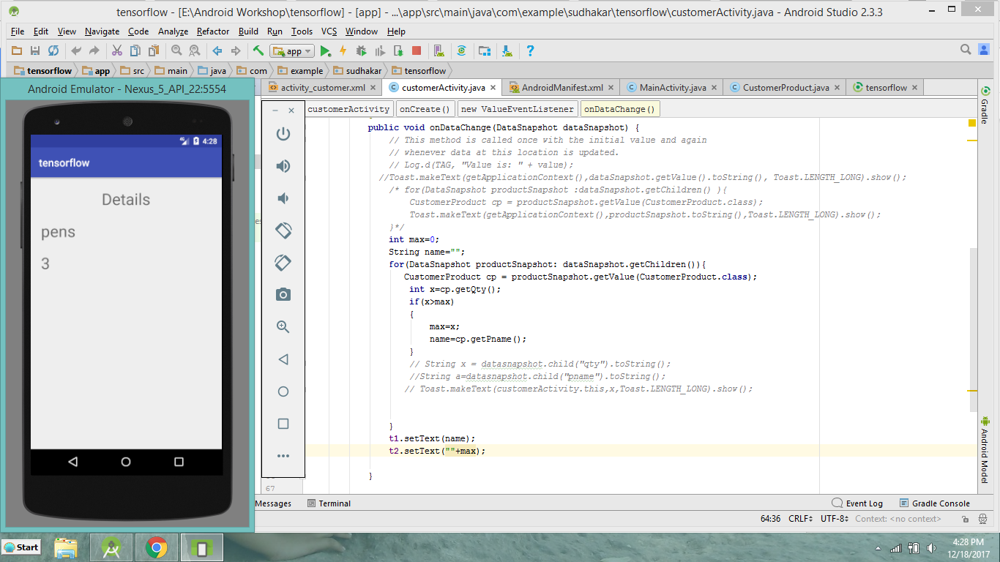 tensorflow - [E:\Android Workshop\tensorflow] - [app] - ...\app\src\main\java\com\example\sudhakar\tensorflow\customerActivity.java - Android Studio 2.3.3
File Edit View Navigate Code Analyze Refactor Build Run Tools VCS Window Help
app
tensorflow app src main java com example sudhakar tensorflow
Android Emulator - Nexus_5_API_22:5554
activity_customer.xml customerActivity.java AndroidManifest.xml MainActivity.java CustomerProduct.java tensorflow
customerActivity onCreate() new ValueEventListener onDataChange()
4:28
tensorflow
Details
pens
3
public void onDataChange(DataSnapshot dataSnapshot) {
// This method is called once with the initial value and again
// whenever data at this location is updated.
// Log.d(TAG, "Value is: " + value);
//Toast.makeText(getApplicationContext(),dataSnapshot.getValue().toString(), Toast.LENGTH_LONG).show();
/* for(DataSnapshot productSnapshot :dataSnapshot.getChildren() ){
CustomerProduct cp = productSnapshot.getValue(CustomerProduct.class);
Toast.makeText(getApplicationContext(),productSnapshot.toString(),Toast.LENGTH_LONG).show();
}*/
int max=0;
String name="";
for(DataSnapshot productSnapshot: dataSnapshot.getChildren()){
CustomerProduct cp = productSnapshot.getValue(CustomerProduct.class);
int x=cp.getQty();
if(x>max)
{
max=x;
name=cp.getPname();
}
// String x = datasnapshot.child("qty").toString();
//String a=datasnapshot.child("pname").toString();
// Toast.makeText(customerActivity.this,x,Toast.LENGTH_LONG).show();
}
t1.setText(name);
t2.setText(""+max);
}
67
Gradle
Android Model
Messages Terminal Event Log Gradle Console
64:36 CRLF UTF-8 Context: <no context>
Start
4:28 PM
12/18/2017